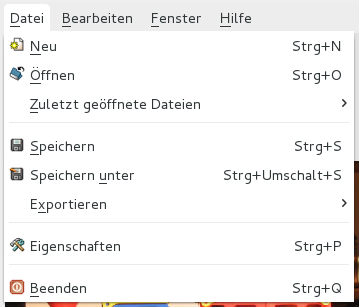 Datei Bearbeiten Fenster Hilfe
Neu Strg+N
Öffnen Strg+O
Zuletzt geöffnete Dateien
Speichern Strg+S
Speichern unter Strg+Umschalt+S
Exportieren
Eigenschaften Strg+P
Beenden Strg+Q